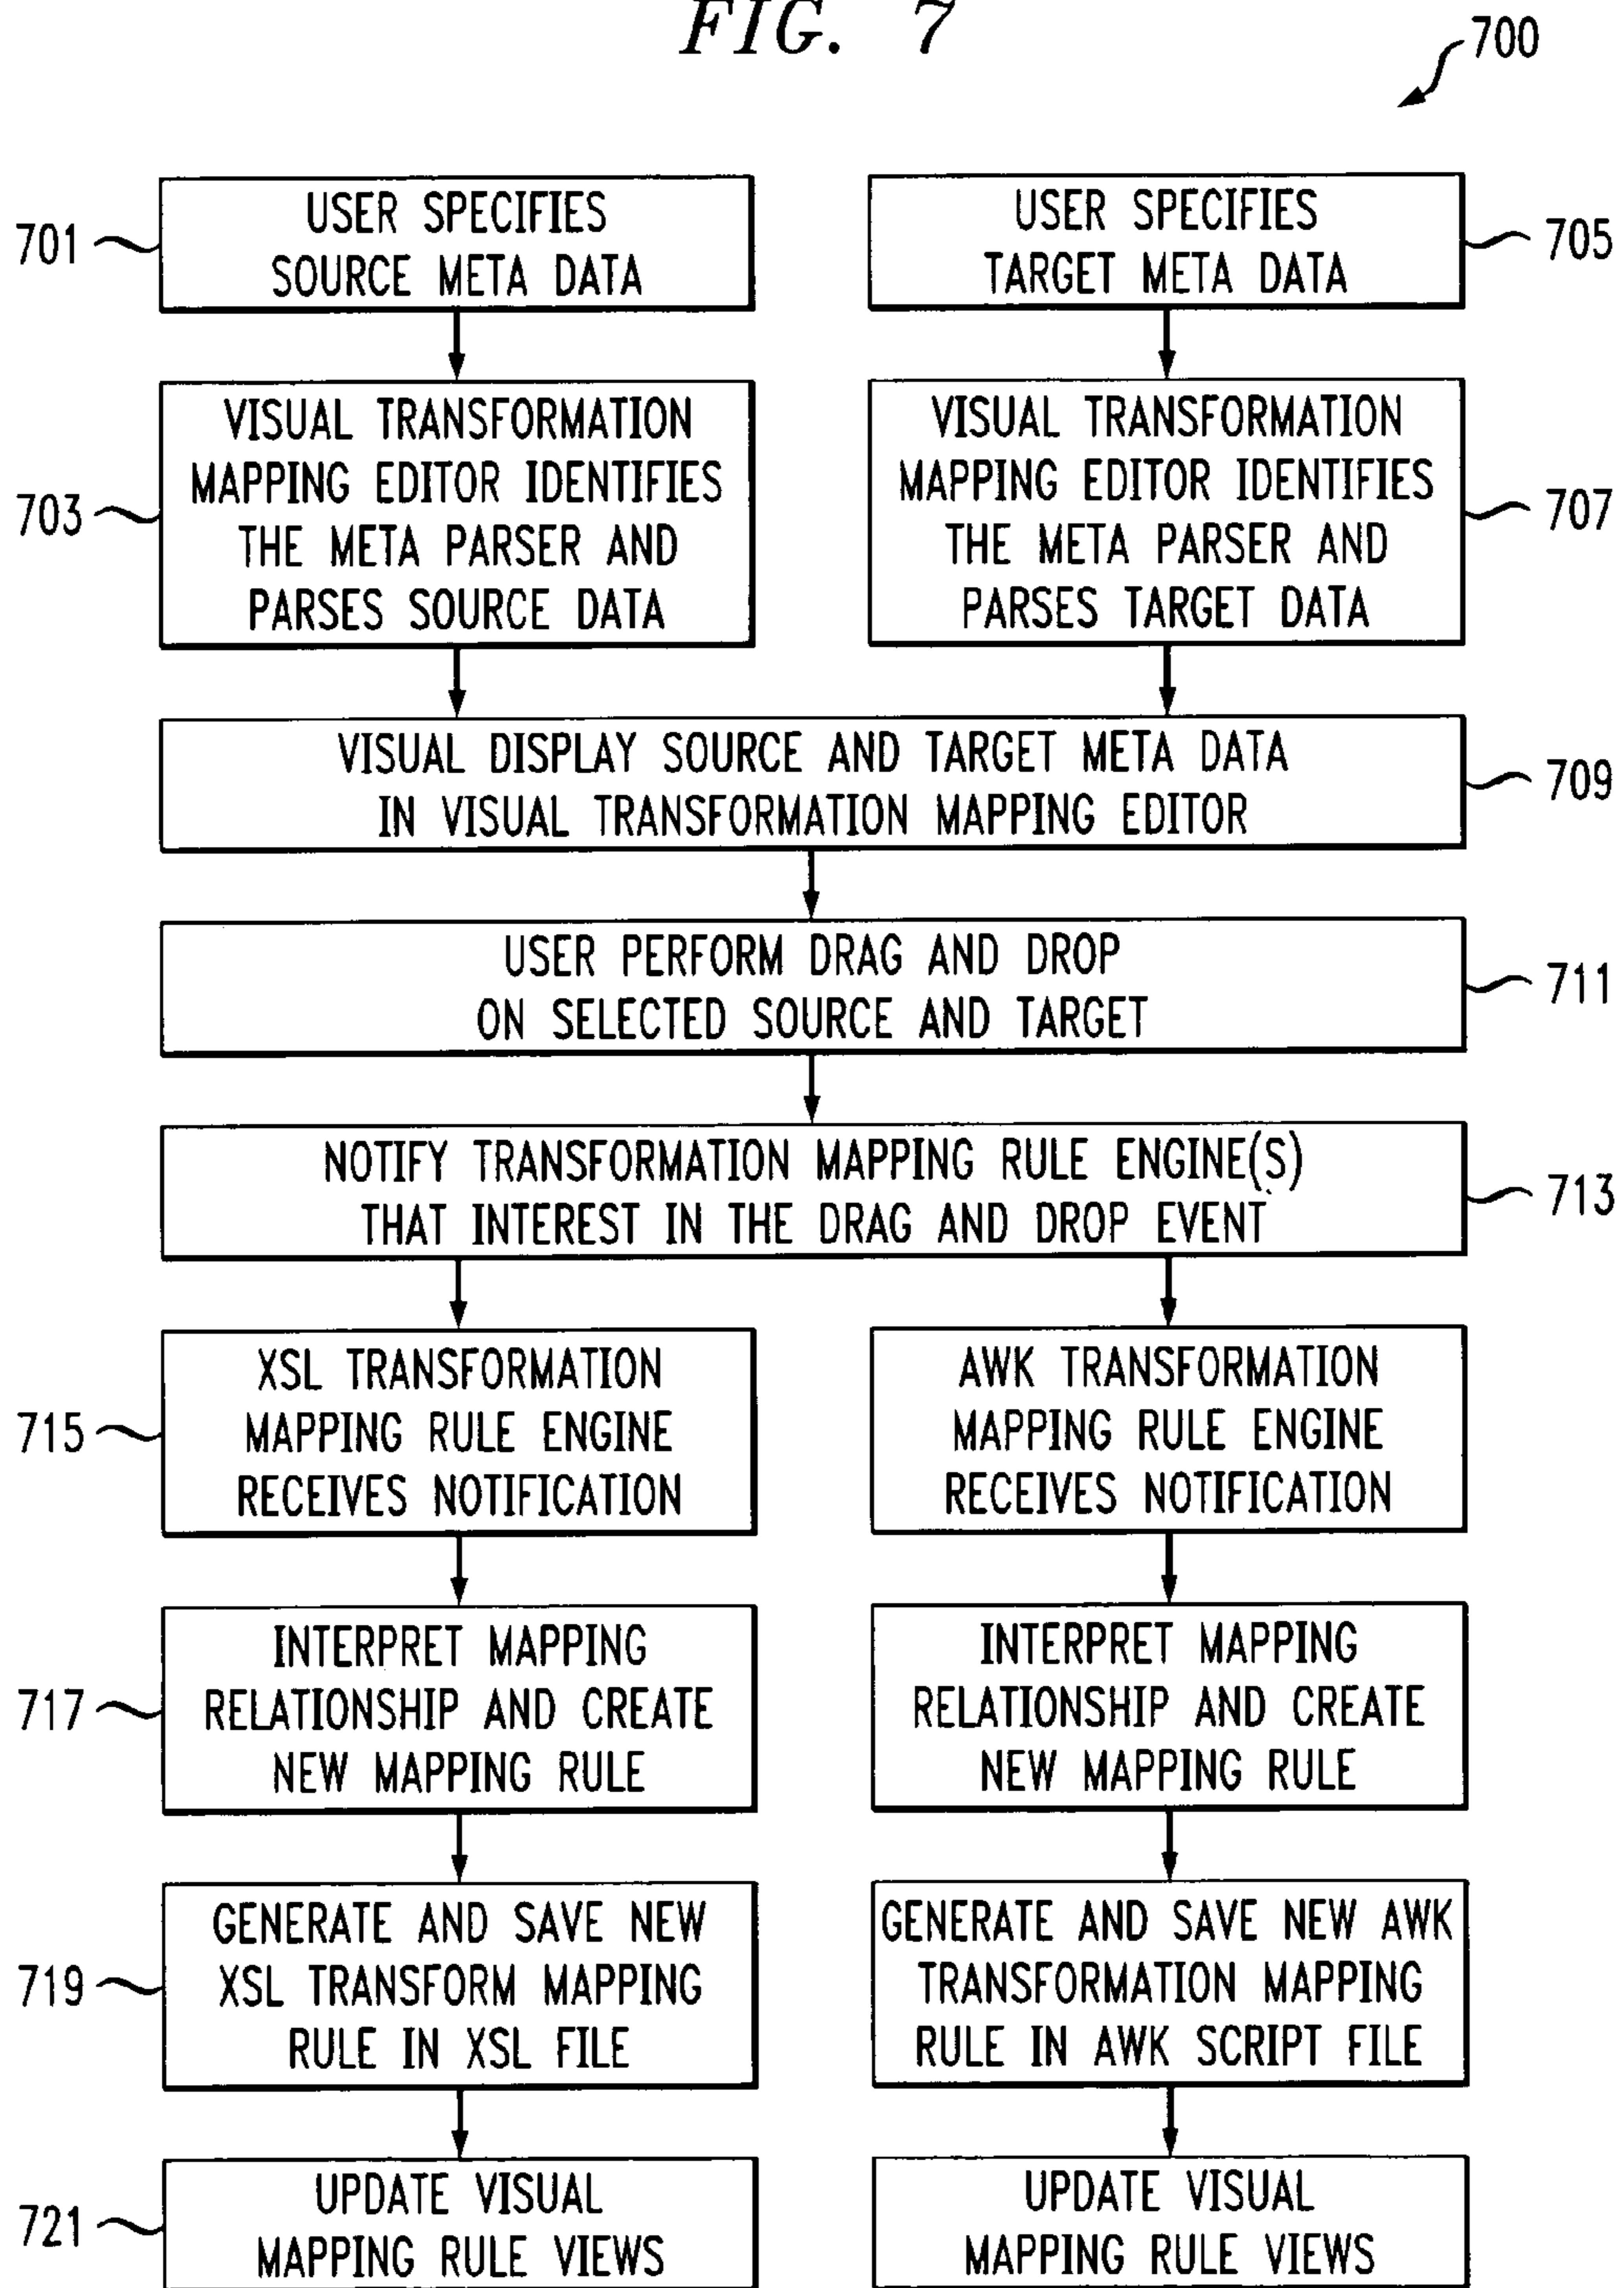 FIG. 7
700
701
USER SPECIFIES
SOURCE META DATA
USER SPECIFIES
TARGET META DATA
705
703
VISUAL TRANSFORMATION
MAPPING EDITOR IDENTIFIES
THE META PARSER AND
PARSES SOURCE DATA
VISUAL TRANSFORMATION
MAPPING EDITOR IDENTIFIES
THE META PARSER AND
PARSES TARGET DATA
707
VISUAL DISPLAY SOURCE AND TARGET META DATA
IN VISUAL TRANSFORMATION MAPPING EDITOR
709
USER PERFORM DRAG AND DROP
ON SELECTED SOURCE AND TARGET
711
NOTIFY TRANSFORMATION MAPPING RULE ENGINE(S)
THAT INTEREST IN THE DRAG AND DROP EVENT
713
715
XSL TRANSFORMATION
MAPPING RULE ENGINE
RECEIVES NOTIFICATION
AWK TRANSFORMATION
MAPPING RULE ENGINE
RECEIVES NOTIFICATION
717
INTERPRET MAPPING
RELATIONSHIP AND CREATE
NEW MAPPING RULE
INTERPRET MAPPING
RELATIONSHIP AND CREATE
NEW MAPPING RULE
719
GENERATE AND SAVE NEW
XSL TRANSFORM MAPPING
RULE IN XSL FILE
GENERATE AND SAVE NEW AWK
TRANSFORMATION MAPPING
RULE IN AWK SCRIPT FILE
721
UPDATE VISUAL
MAPPING RULE VIEWS
UPDATE VISUAL
MAPPING RULE VIEWS